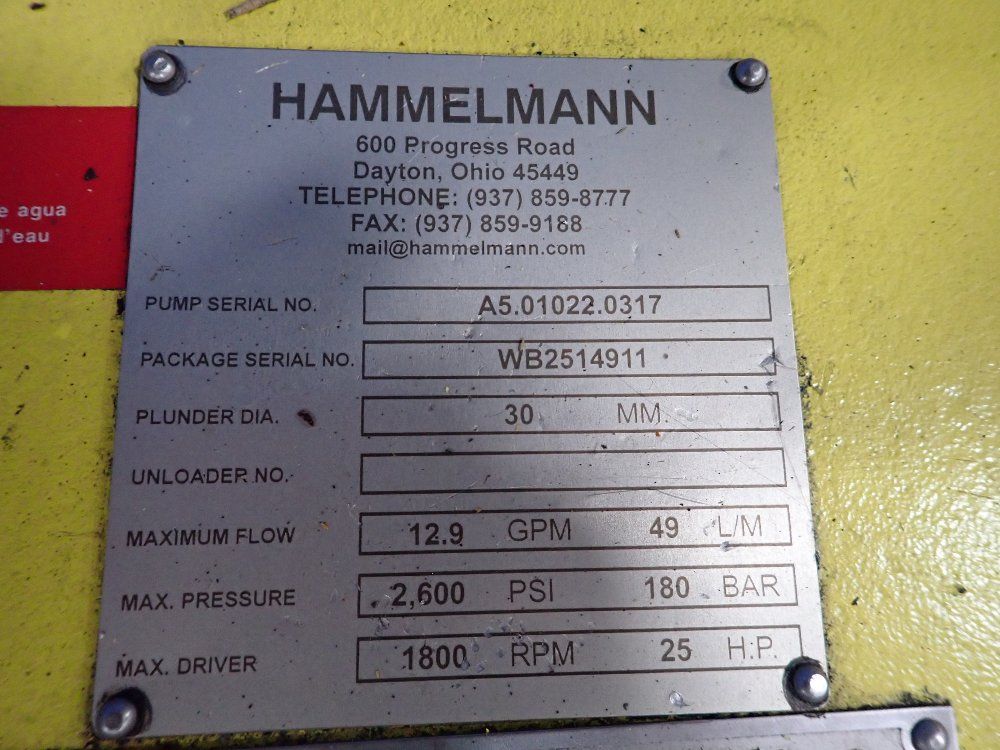 HAMMELMANN
600 Progress Road
Dayton, Ohio 45449
TELEPHONE: (937) 859-8777
FAX: (937) 859-9188
mail@hammelmann.com
agua
d'eau
PUMP SERIAL NO. A5.01022.0317
PACKAGE SERIAL NO. WB2514911
PLUNDER DIA. 30 MM.
UNLOADER NO.
MAXIMUM FLOW 12.9 GPM 49 L/M
MAX. PRESSURE 2,600 PSI 180 BAR
MAX. DRIVER 1800 RPM 25 H.P.